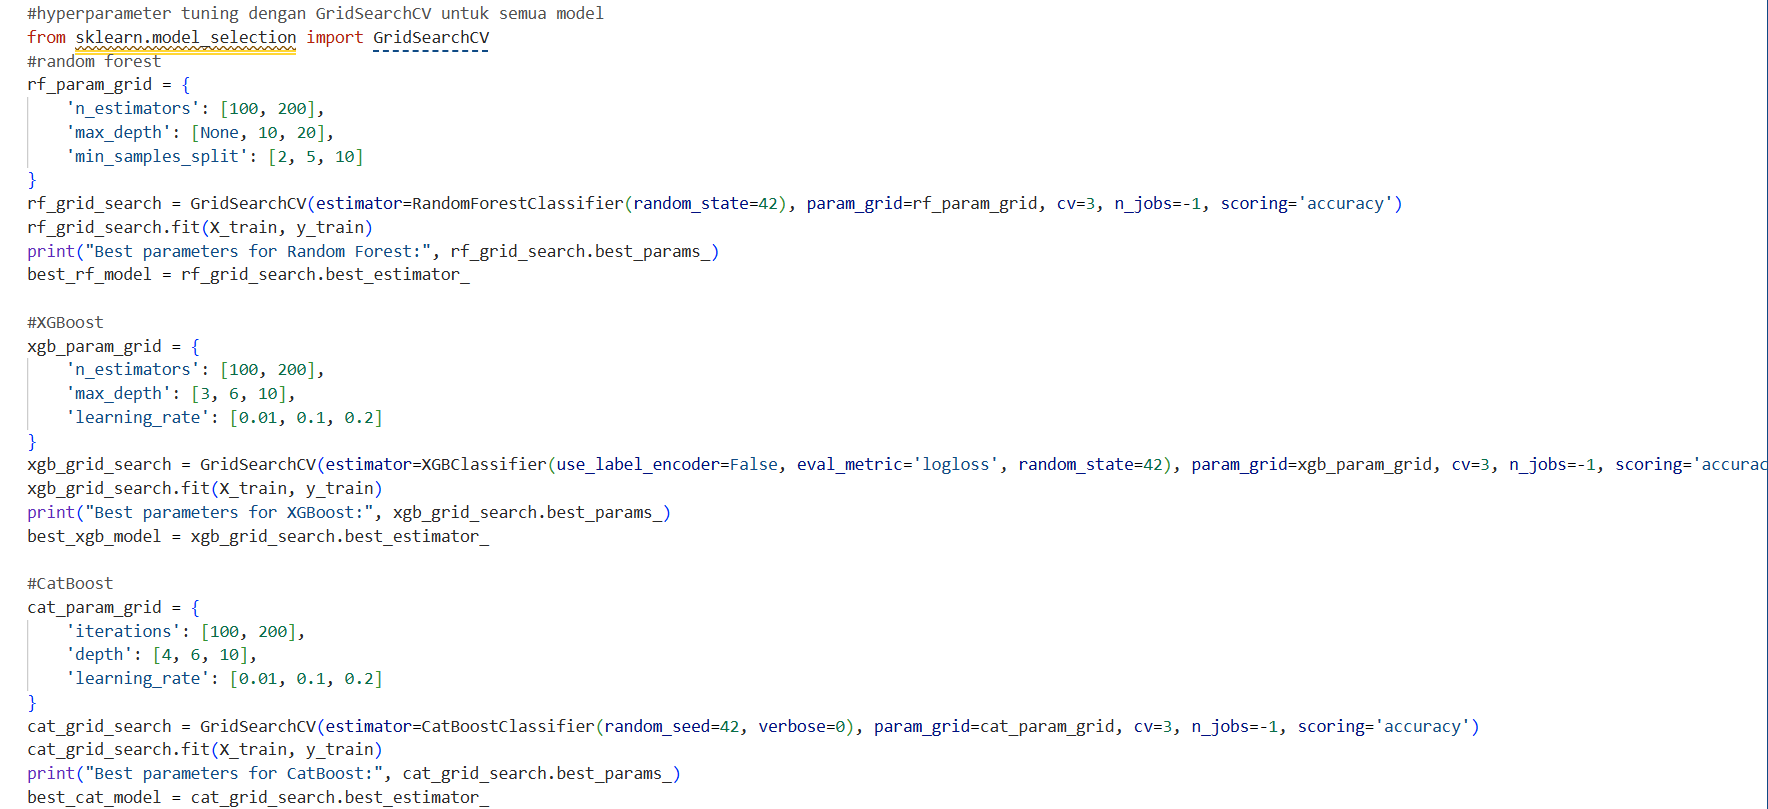 #hyperparameter tuning dengan GridSearchCV untuk semua model
from sklearn.model_selection import GridSearchCV
#random forest
rf_param_grid = {
    'n_estimators': [100, 200],
    'max_depth': [None, 10, 20],
    'min_samples_split': [2, 5, 10]
}
rf_grid_search = GridSearchCV(estimator=RandomForestClassifier(random_state=42), param_grid=rf_param_grid, cv=3, n_jobs=-1, scoring='accuracy')
rf_grid_search.fit(X_train, y_train)
print("Best parameters for Random Forest:", rf_grid_search.best_params_)
best_rf_model = rf_grid_search.best_estimator_

#XGBoost
xgb_param_grid = {
    'n_estimators': [100, 200],
    'max_depth': [3, 6, 10],
    'learning_rate': [0.01, 0.1, 0.2]
}
xgb_grid_search = GridSearchCV(estimator=XGBClassifier(use_label_encoder=False, eval_metric='logloss', random_state=42), param_grid=xgb_param_grid, cv=3, n_jobs=-1, scoring='accurac
xgb_grid_search.fit(X_train, y_train)
print("Best parameters for XGBoost:", xgb_grid_search.best_params_)
best_xgb_model = xgb_grid_search.best_estimator_

#CatBoost
cat_param_grid = {
    'iterations': [100, 200],
    'depth': [4, 6, 10],
    'learning_rate': [0.01, 0.1, 0.2]
}
cat_grid_search = GridSearchCV(estimator=CatBoostClassifier(random_seed=42, verbose=0), param_grid=cat_param_grid, cv=3, n_jobs=-1, scoring='accuracy')
cat_grid_search.fit(X_train, y_train)
print("Best parameters for CatBoost:", cat_grid_search.best_params_)
best_cat_model = cat_grid_search.best_estimator_